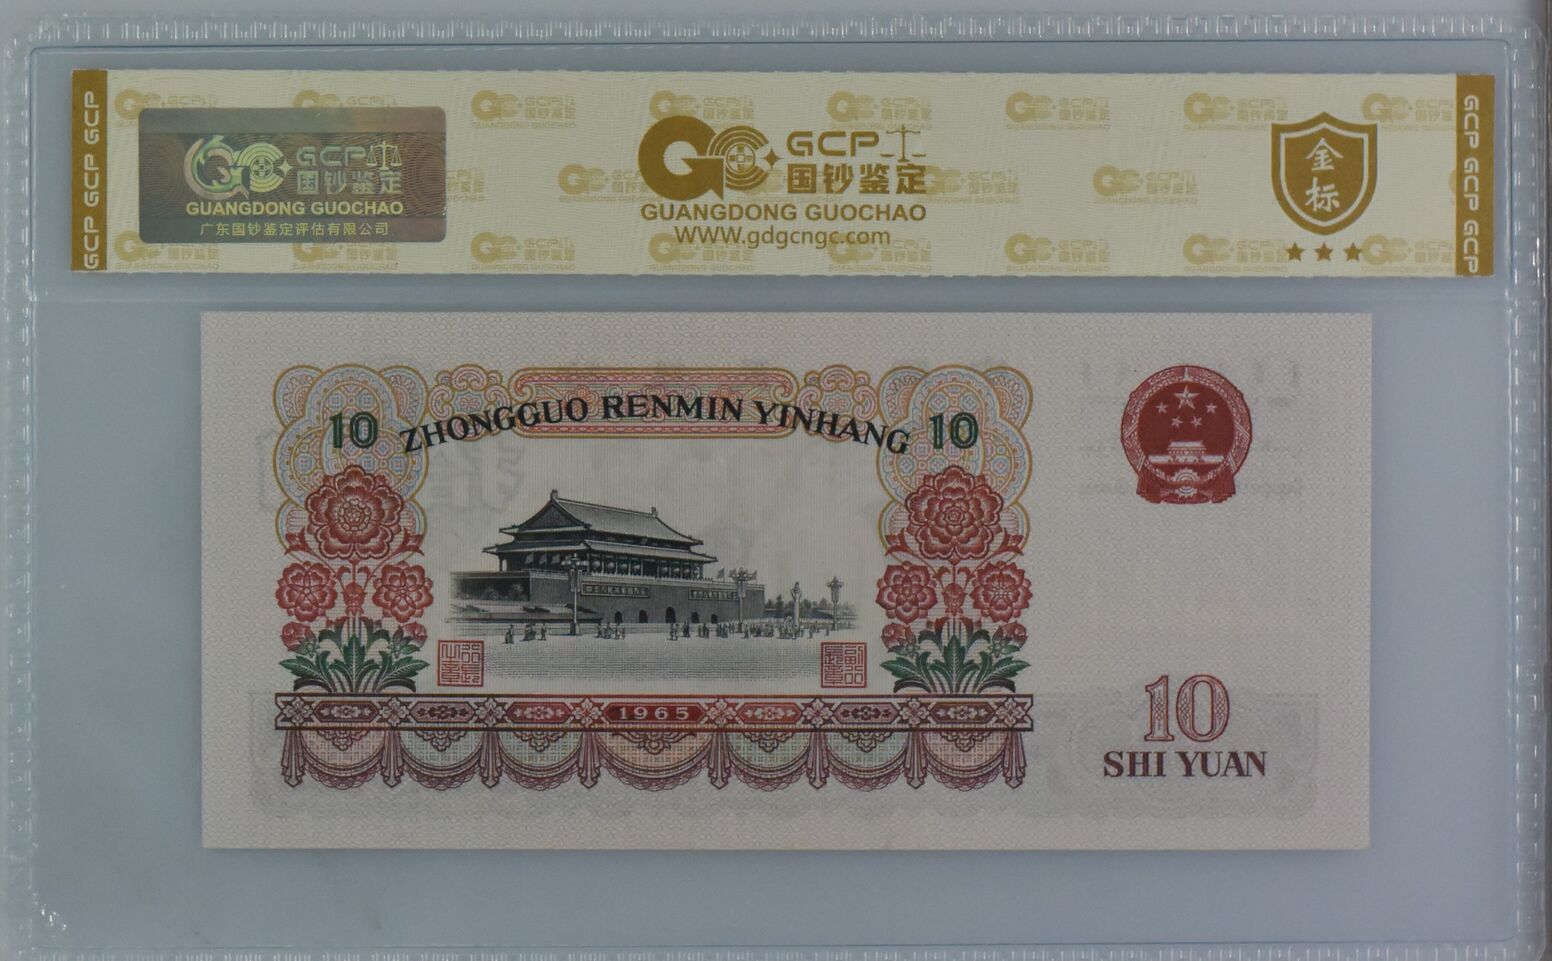 GCP GCP GCP
GCP
国钞鉴定
GUANGDONG GUOCHAO
广东国钞鉴定评估有限公司
GCP
国钞鉴定
GUANGDONG GUOCHAO
WWW.gdgcngc.com
金标
GCP GCP GCP
ZHONGGUO RENMIN YINHANG
10
10
1965
10
SHI YUAN